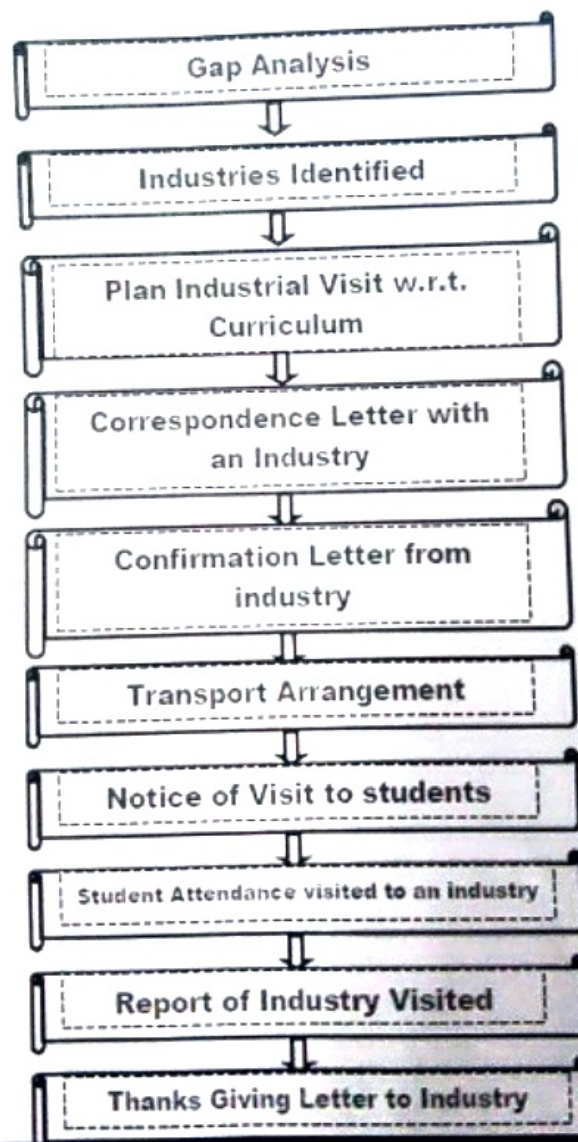 Gap Analysis
Industries Identified
Plan Industrial Visit w.r.t.
Curriculum
Correspondence Letter with
an Industry
Confirmation Letter from
industry
Transport Arrangement
Notice of Visit to students
Student Attendance visited to an industry
Report of Industry Visited
Thanks Giving Letter to Industry